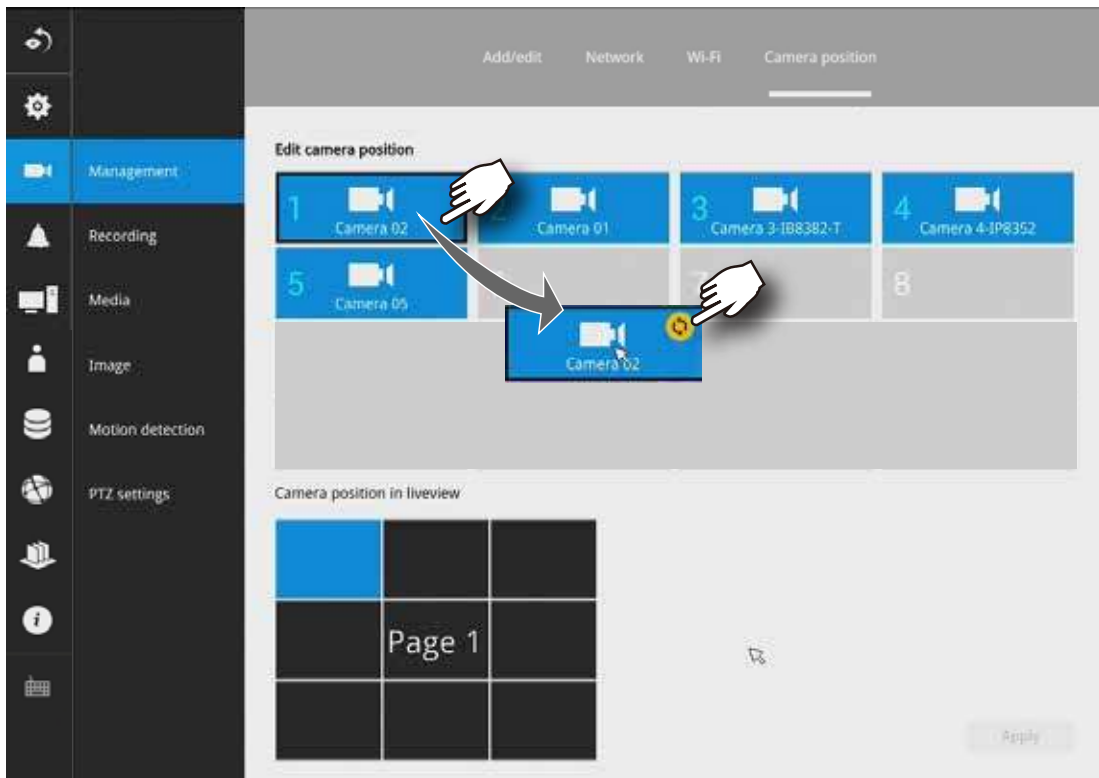 Add/edit Network Wi-Fi Camera position
Edit camera position
Management
1 Camera 02
2 Camera 01
3 Camera 3-IB8382-T
4 Camera 4-IP8352
Recording
5 Camera 05
8
Media
Camera 02
Image
Motion detection
PTZ settings
Camera position in liveview
Page 1
Apply